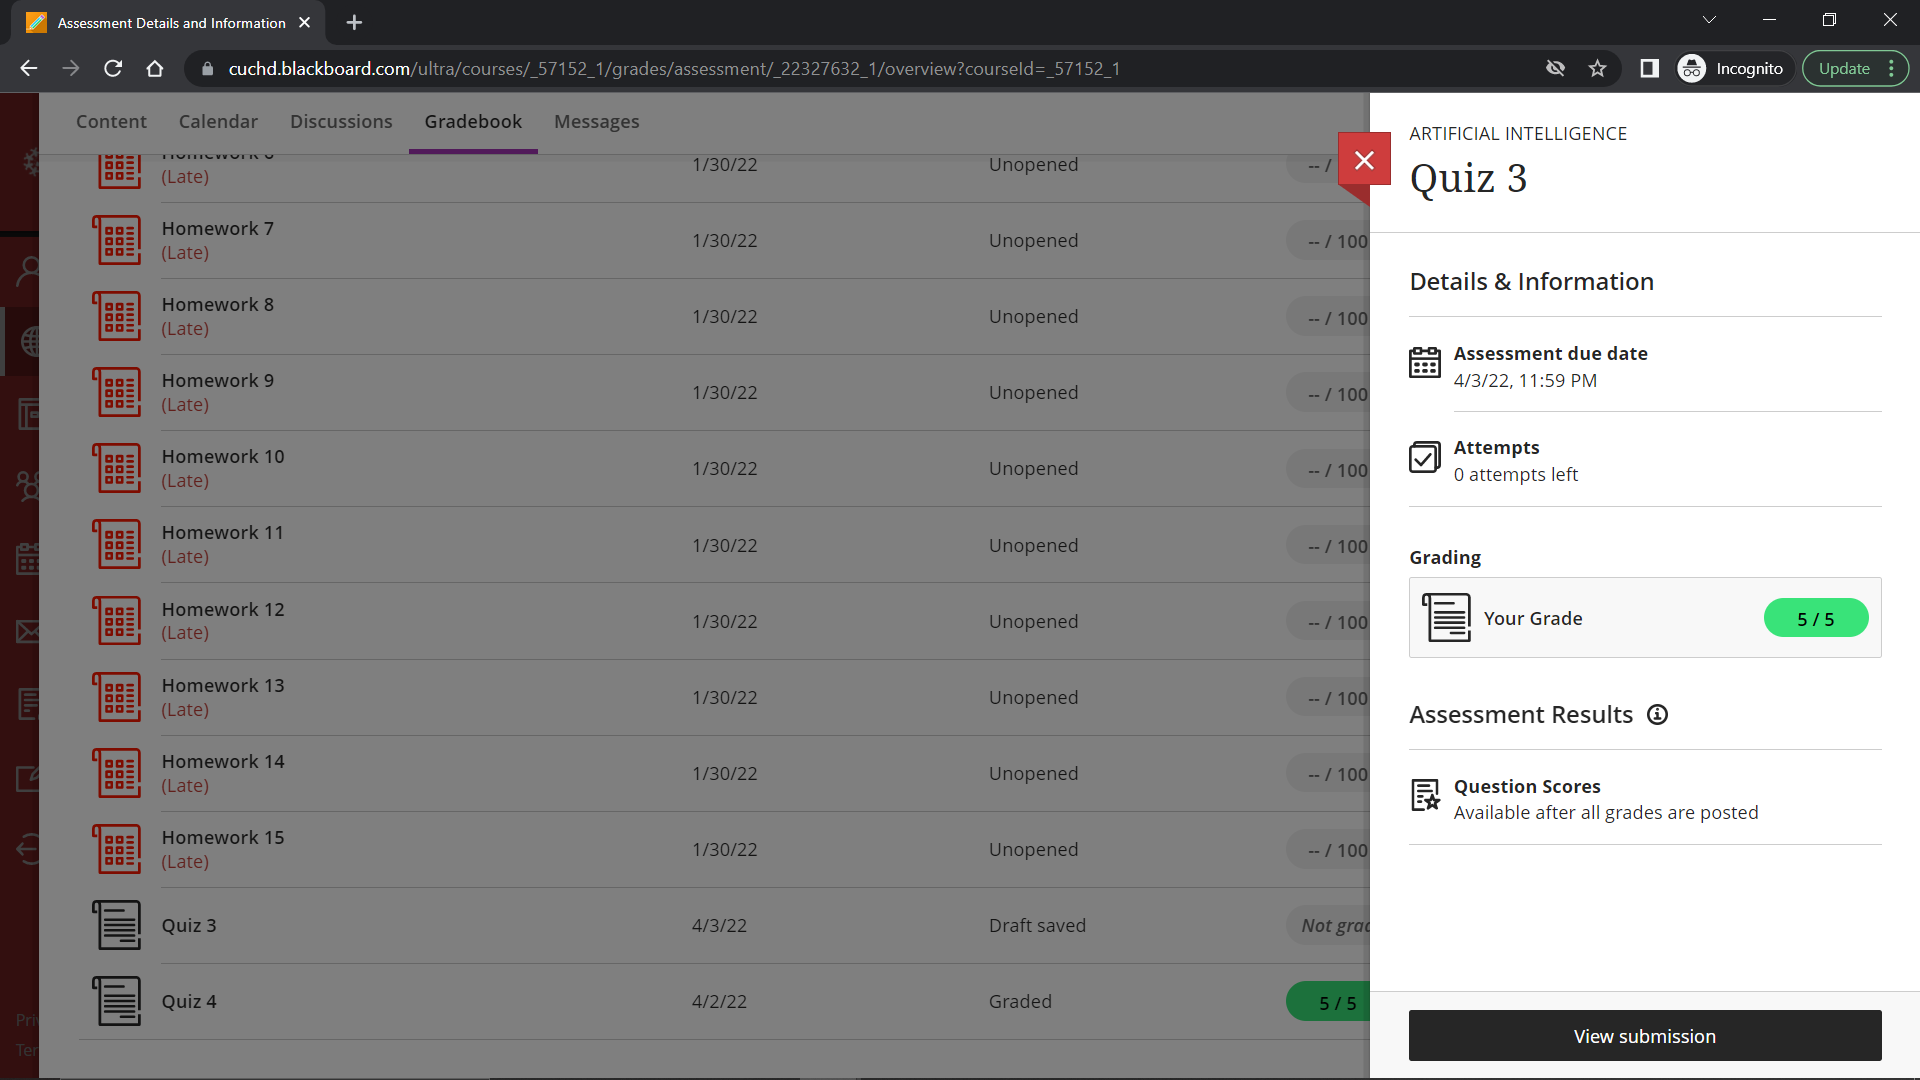 Assessment Details and Information
cuchd.blackboard.com/ultra/courses/_57152_1/grades/assessment/_22327632_1/overview?courseId=_57152_1
Incognito
Update
Content Calendar Discussions Gradebook Messages
(Late) 1/30/22 Unopened -- /
Homework 7
(Late) 1/30/22 Unopened -- / 100
Homework 8
(Late) 1/30/22 Unopened -- / 100
Homework 9
(Late) 1/30/22 Unopened -- / 100
Homework 10
(Late) 1/30/22 Unopened -- / 100
Homework 11
(Late) 1/30/22 Unopened -- / 100
Homework 12
(Late) 1/30/22 Unopened -- / 100
Homework 13
(Late) 1/30/22 Unopened -- / 100
Homework 14
(Late) 1/30/22 Unopened -- / 100
Homework 15
(Late) 1/30/22 Unopened -- / 100
Quiz 3 4/3/22 Draft saved Not grad
Quiz 4 4/2/22 Graded 5 / 5
Priv
Ter
ARTIFICIAL INTELLIGENCE
Quiz 3
Details & Information
Assessment due date
4/3/22, 11:59 PM
Attempts
0 attempts left
Grading
Your Grade 5 / 5
Assessment Results
Question Scores
Available after all grades are posted
View submission